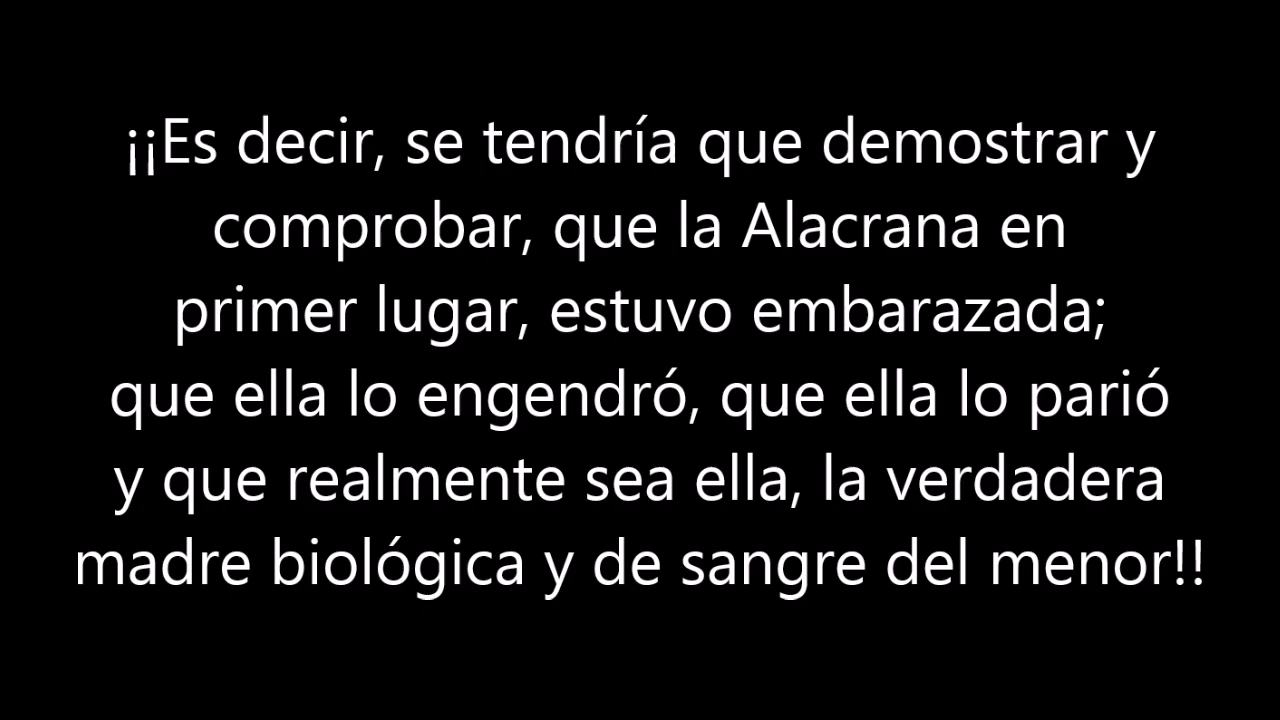 ¡¡Es decir, se tendría que demostrar y
comprobar, que la Alacrana en
primer lugar, estuvo embarazada;
que ella lo engendró, que ella lo parió
y que realmente sea ella, la verdadera
madre biológica y de sangre del menor!!